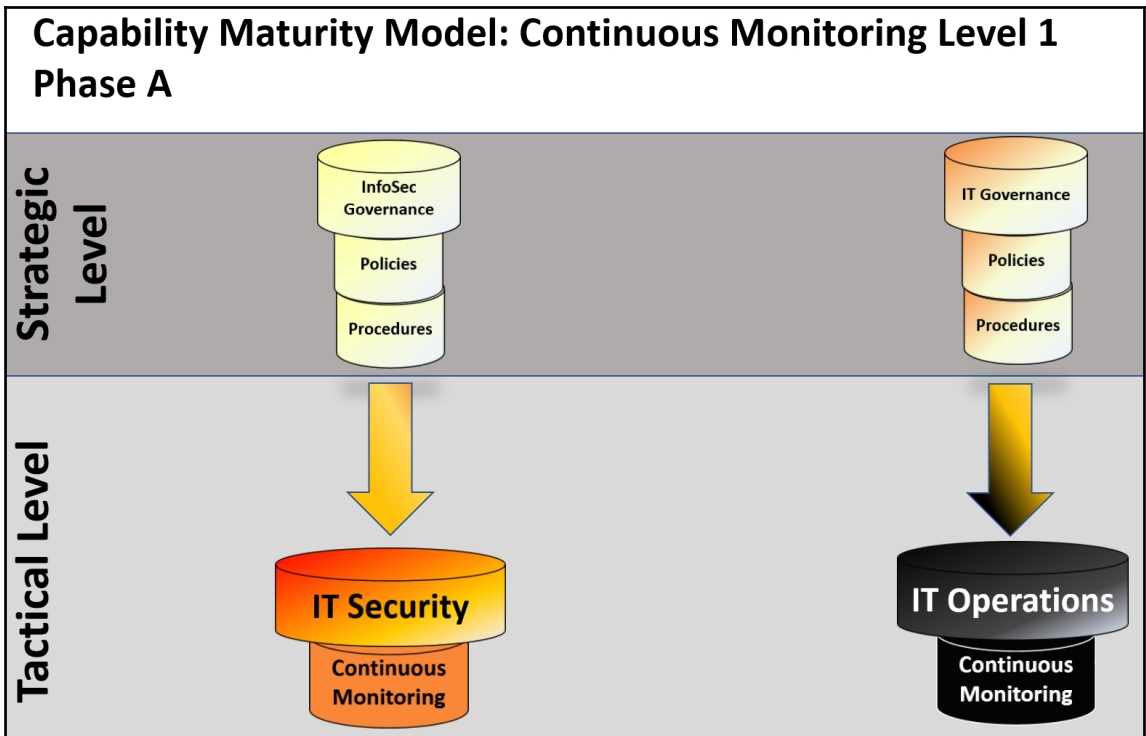 Capability Maturity Model: Continuous Monitoring Level 1
Phase A
Strategic
Level
InfoSec
Governance
Policies
Procedures
IT Governance
Policies
Procedures
Tactical Level
IT Security
Continuous
Monitoring
IT Operations
Continuous
Monitoring